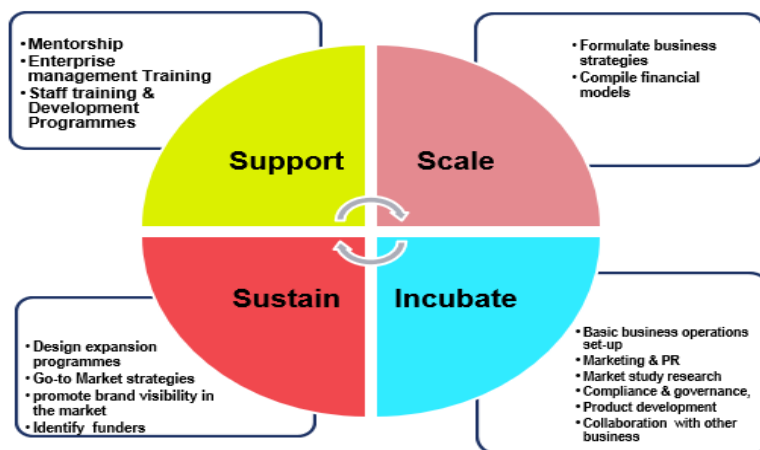 • Mentorship
• Enterprise
management Training
• Staff training &
Development
Programmes
• Formulate business
strategies
• Compile financial
models
Support
Scale
Sustain
Incubate
• Design expansion
programmes
• Go-to Market strategies
• promote brand visibility in
the market
• Identify funders
• Basic business operations
set-up
• Marketing & PR
• Market study research
• Compliance & governance,
• Product development
• Collaboration with other
business